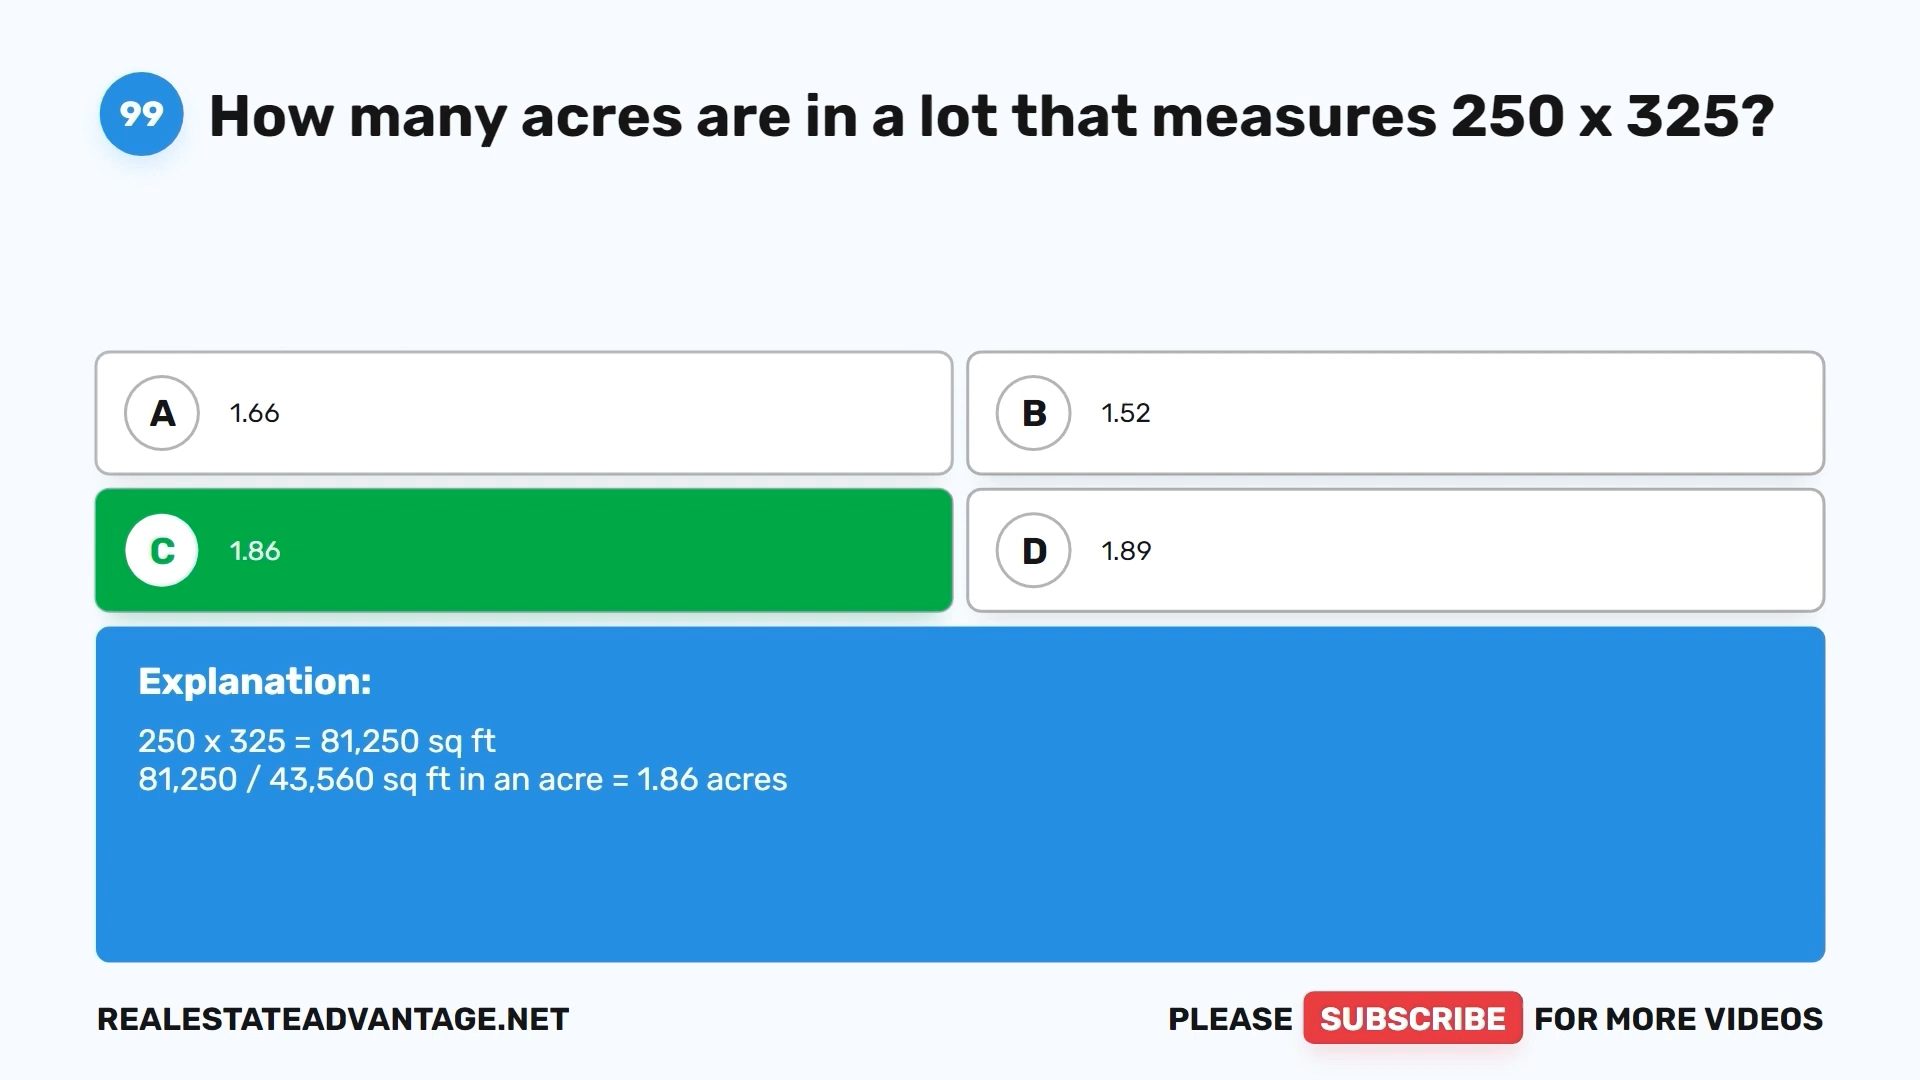 99
How many acres are in a lot that measures 250 x 325?
A 1.66
B 1.52
C 1.86
D 1.89
Explanation:
250 x 325 = 81,250 sq ft
81,250 / 43,560 sq ft in an acre = 1.86 acres
REALESTATEADVANTAGE.NET
PLEASE SUBSCRIBE FOR MORE VIDEOS